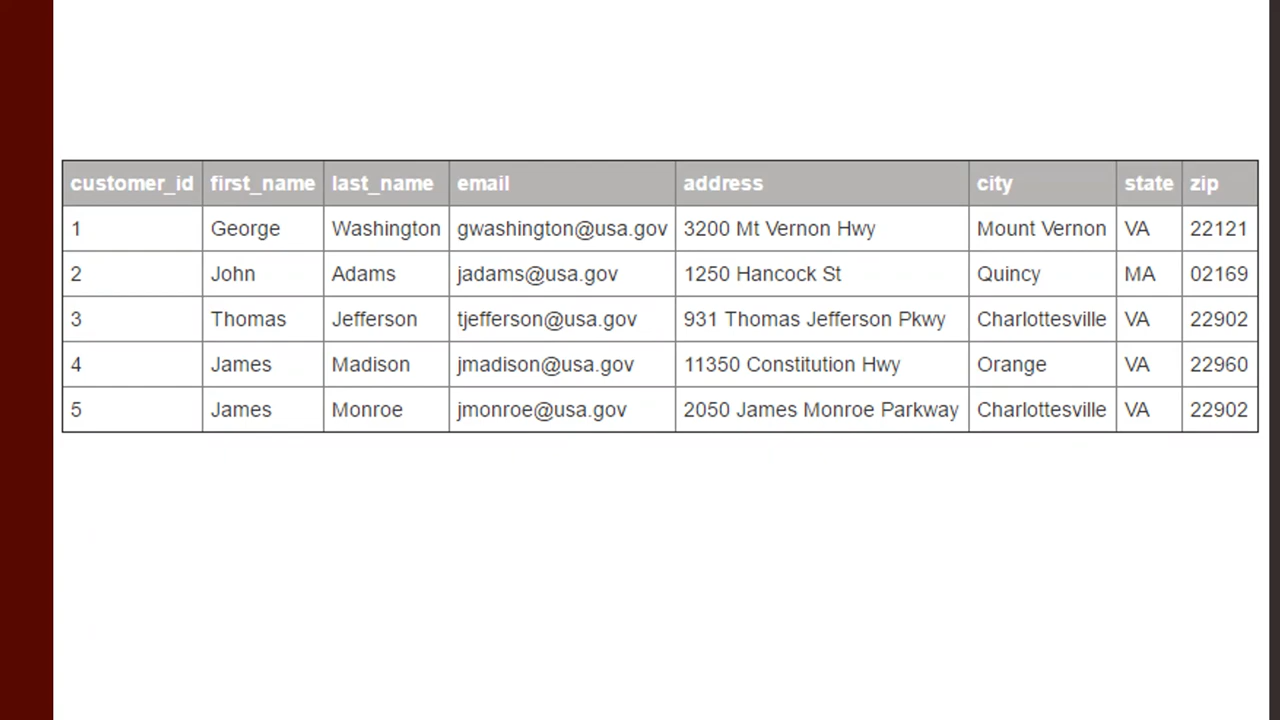 customer_id first_name last_name email address city state zip
1 George Washington gwashington@usa.gov 3200 Mt Vernon Hwy Mount Vernon VA 22121
2 John Adams jadams@usa.gov 1250 Hancock St Quincy MA 02169
3 Thomas Jefferson tjefferson@usa.gov 931 Thomas Jefferson Pkwy Charlottesville VA 22902
4 James Madison jmadison@usa.gov 11350 Constitution Hwy Orange VA 22960
5 James Monroe jmonroe@usa.gov 2050 James Monroe Parkway Charlottesville VA 22902